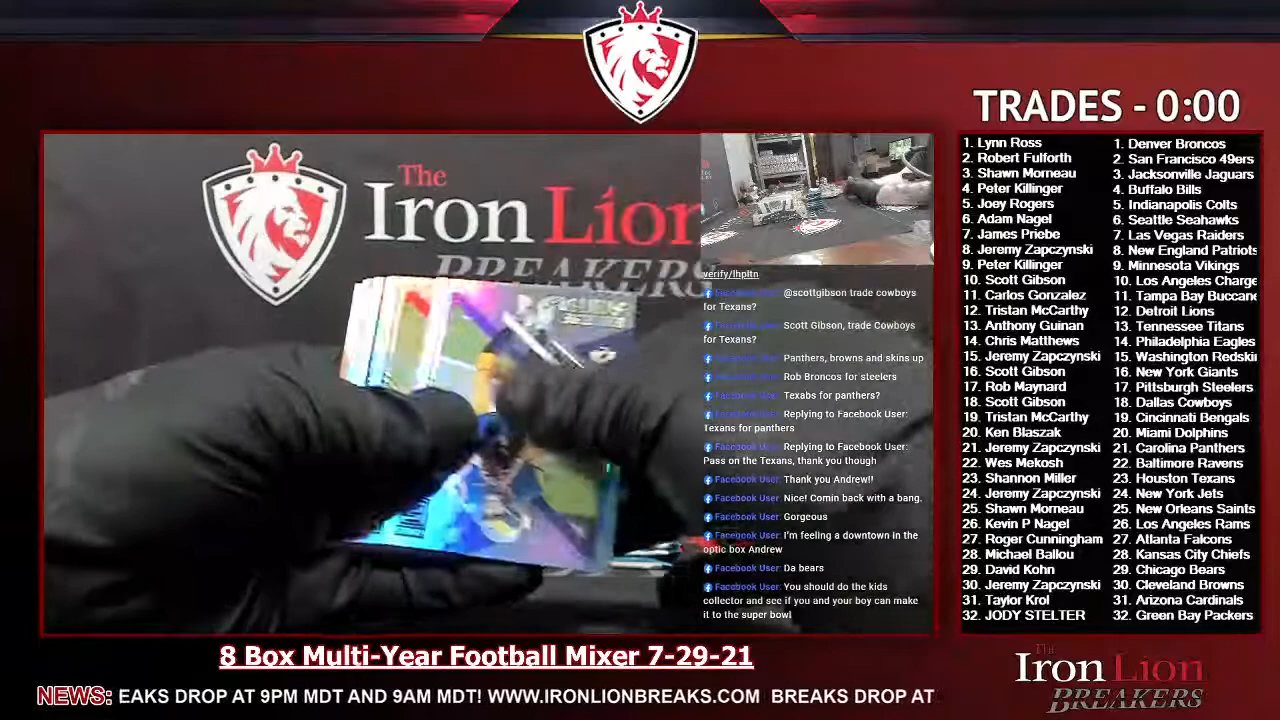 TRADES - 0:00
The
Iron Lion
BREAKERS
verify/lhpltn
Facebook User: @scottgibson trade cowboys
for Texans?
Facebook User: Scott Gibson, trade Cowboys
for Texans?
Facebook User: Panthers, browns and skins up
Facebook User: Rob Broncos for steelers
Facebook User: Texabs for panthers?
Facebook User: Replying to Facebook User:
Texans for panthers
Facebook User: Replying to Facebook User:
Pass on the Texans, thank you though
Facebook User: Thank you Andrew!!
Facebook User: Nice! Comin back with a bang.
Facebook User: Gorgeous
Facebook User: I'm feeling a downtown in the
optic box Andrew
Facebook User: Da bears
Facebook User: You should do the kids
collector and see if you and your boy can make
it to the super bowl
1. Lynn Ross
2. Robert Fulforth
3. Shawn Morneau
4. Peter Killinger
5. Joey Rogers
6. Adam Nagel
7. James Priebe
8. Jeremy Zapczynski
9. Peter Killinger
10. Scott Gibson
11. Carlos Gonzalez
12. Tristan McCarthy
13. Anthony Guinan
14. Chris Matthews
15. Jeremy Zapczynski
16. Scott Gibson
17. Rob Maynard
18. Scott Gibson
19. Tristan McCarthy
20. Ken Blaszak
21. Jeremy Zapczynski
22. Wes Mekosh
23. Shannon Miller
24. Jeremy Zapczynski
25. Shawn Morneau
26. Kevin P Nagel
27. Roger Cunningham
28. Michael Ballou
29. David Kohn
30. Jeremy Zapczynski
31. Taylor Krol
32. JODY STELTER
1. Denver Broncos
2. San Francisco 49ers
3. Jacksonville Jaguars
4. Buffalo Bills
5. Indianapolis Colts
6. Seattle Seahawks
7. Las Vegas Raiders
8. New England Patriots
9. Minnesota Vikings
10. Los Angeles Charge
11. Tampa Bay Buccane
12. Detroit Lions
13. Tennessee Titans
14. Philadelphia Eagles
15. Washington Redski
16. New York Giants
17. Pittsburgh Steelers
18. Dallas Cowboys
19. Cincinnati Bengals
20. Miami Dolphins
21. Carolina Panthers
22. Baltimore Ravens
23. Houston Texans
24. New York Jets
25. New Orleans Saints
26. Los Angeles Rams
27. Atlanta Falcons
28. Kansas City Chiefs
29. Chicago Bears
30. Cleveland Browns
31. Arizona Cardinals
32. Green Bay Packers
8 Box Multi-Year Football Mixer 7-29-21
The
Iron Lion
BREAKERS
NEWS: EAKS DROP AT 9PM MDT AND 9AM MDT! WWW.IRONLIONBREAKS.COM BREAKS DROP AT